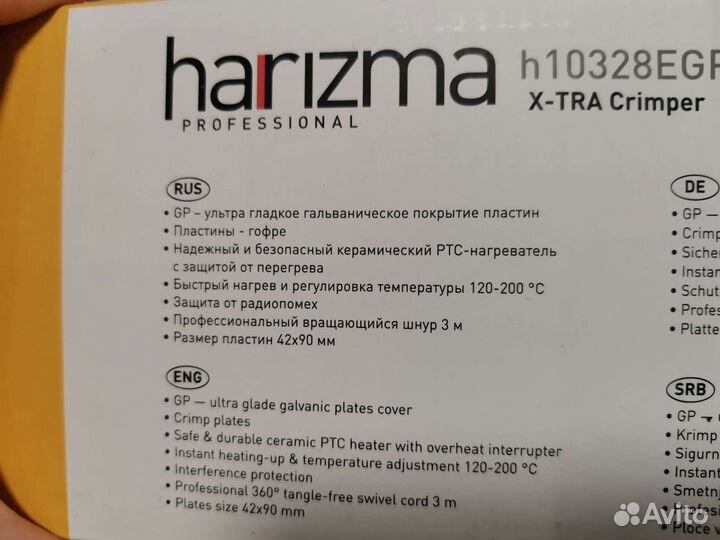 harizma
PROFESSIONAL
h10328EGP
X-TRA Crimper
RUS
• GP – ультра гладкое гальваническое покрытие пластин
• Пластины - гофре
• Надежный и безопасный керамический PTC-нагреватель
с защитой от перегрева
• Быстрый нагрев и регулировка температуры 120-200 °C
• Защита от радиопомех
• Профессиональный вращающийся шнур 3 м
• Размер пластин 42x90 мм
ENG
• GP — ultra glade galvanic plates cover
• Crimp plates
• Safe & durable ceramic PTC heater with overheat interrupter
• Instant heating-up & temperature adjustment 120-200 °C
• Interference protection
• Professional 360° tangle-free swivel cord 3 m
• Plates size 42x90 mm
DE
• GP —
• Crimp
• Siche
• Instan
• Schut
• Profes
• Platte
SRB
• GP
• Krimp
• Sigurn
• Instant
• Smetnj
• Profesi
• Ploce v
Avito